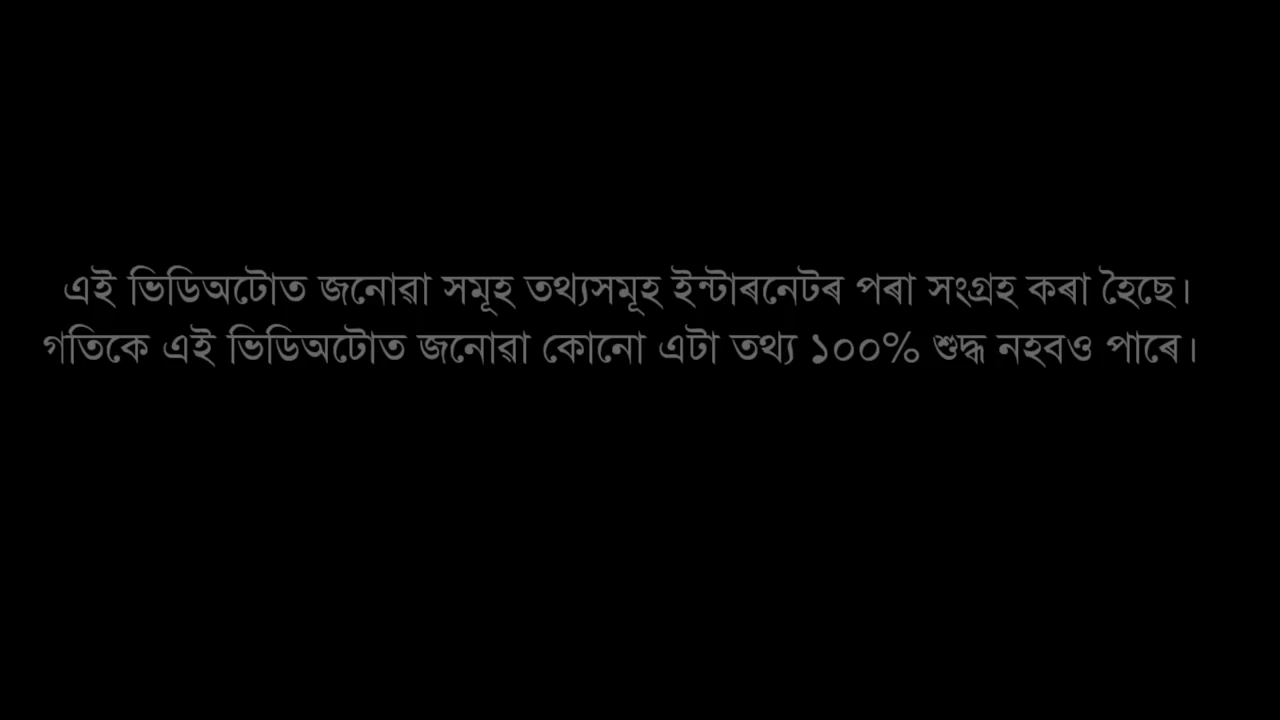 এই ভিডিঅটোত জনোৱা সমূহ তথ্যসমূহ ইন্টাৰনেটৰ পৰা সংগ্ৰহ কৰা হৈছে।
গতিকে এই ভিডিঅটোত জনোৱা কোনো এটা তথ্য ১০০% শুদ্ধ নহবও পাৰে।